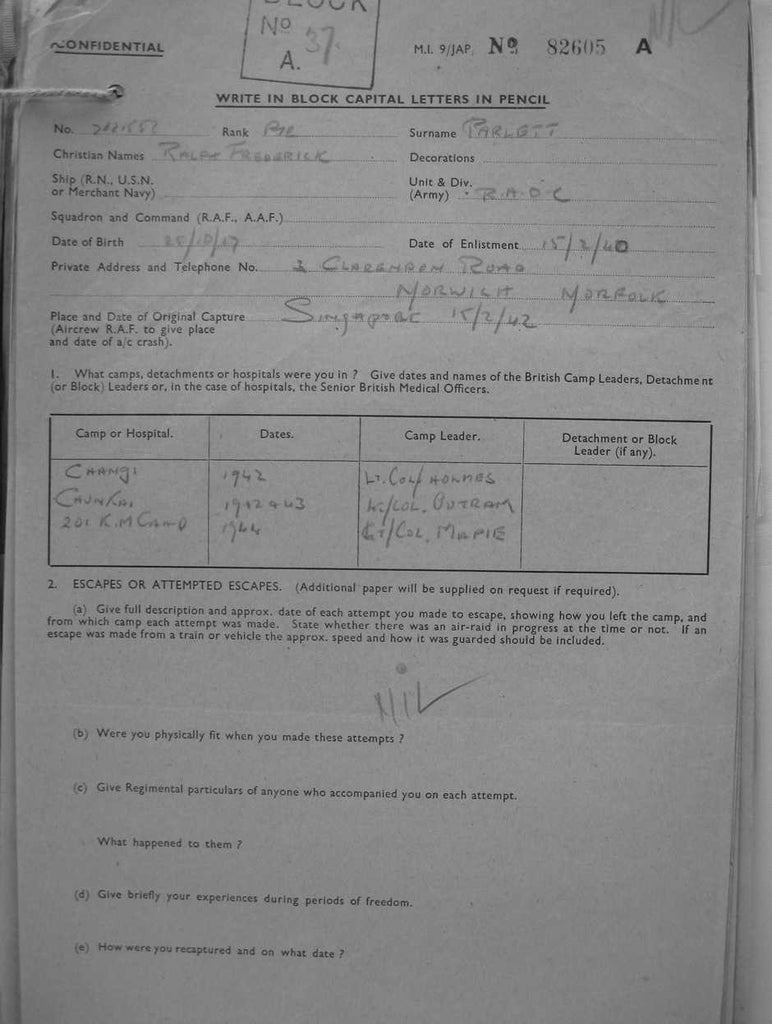 BLOCK
No 37.
A.
CONFIDENTIAL
M.I. 9/JAP. No 82605 A
WRITE IN BLOCK CAPITAL LETTERS IN PENCIL
No. Rank Pte Surname PARLETT
Christian Names RALPH FREDERICK Decorations
Ship (R.N., U.S.N. or Merchant Navy)
Unit & Div. (Army) R.A.O.C
Squadron and Command (R.A.F., A.A.F.)
Date of Birth 25/10/17 Date of Enlistment 15/2/40
Private Address and Telephone No. CLARENDON ROAD
NORWICH NORFOLK
Place and Date of Original Capture SINGAPORE 15/2/42
(Aircrew R.A.F. to give place
and date of a/c crash).
1. What camps, detachments or hospitals were you in ? Give dates and names of the British Camp Leaders, Detachment
(or Block) Leaders or, in the case of hospitals, the Senior British Medical Officers.
Camp or Hospital. Dates. Camp Leader. Detachment or Block Leader (if any).
CHANGI 1942 Lt. Col/ HOLMES
CHUNKAI 1942 & 43 Lt/COL. OUTRAM
201 K.M CAMP 1944 Lt/COL.
2. ESCAPES OR ATTEMPTED ESCAPES. (Additional paper will be supplied on request if required).
(a) Give full description and approx. date of each attempt you made to escape, showing how you left the camp, and
from which camp each attempt was made. State whether there was an air-raid in progress at the time or not. If an
escape was made from a train or vehicle the approx. speed and how it was guarded should be included.
NIL
(b) Were you physically fit when you made these attempts ?
(c) Give Regimental particulars of anyone who accompanied you on each attempt.
What happened to them ?
(d) Give briefly your experiences during periods of freedom.
(e) How were you recaptured and on what date ?